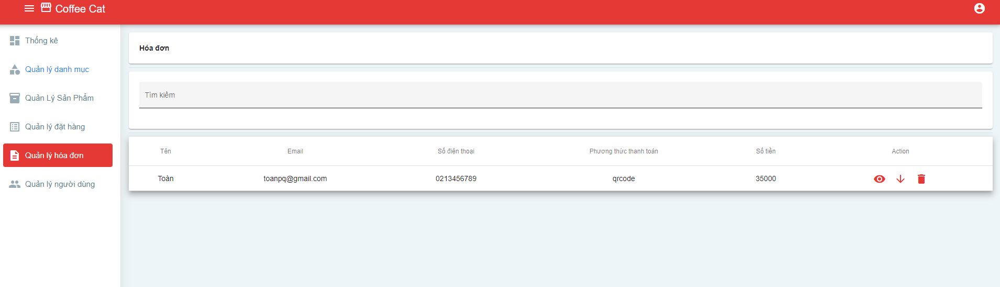 Coffee Cat
Thống kê
Quản lý danh mục
Quản Lý Sản Phẩm
Quản lý đặt hàng
Quản lý hóa đơn
Quản lý người dùng
Hóa đơn
Tìm kiếm
Tên Email Số điện thoại Phương thức thanh toán Số tiền Action
Toàn toanpq@gmail.com 0213456789 qrcode 35000